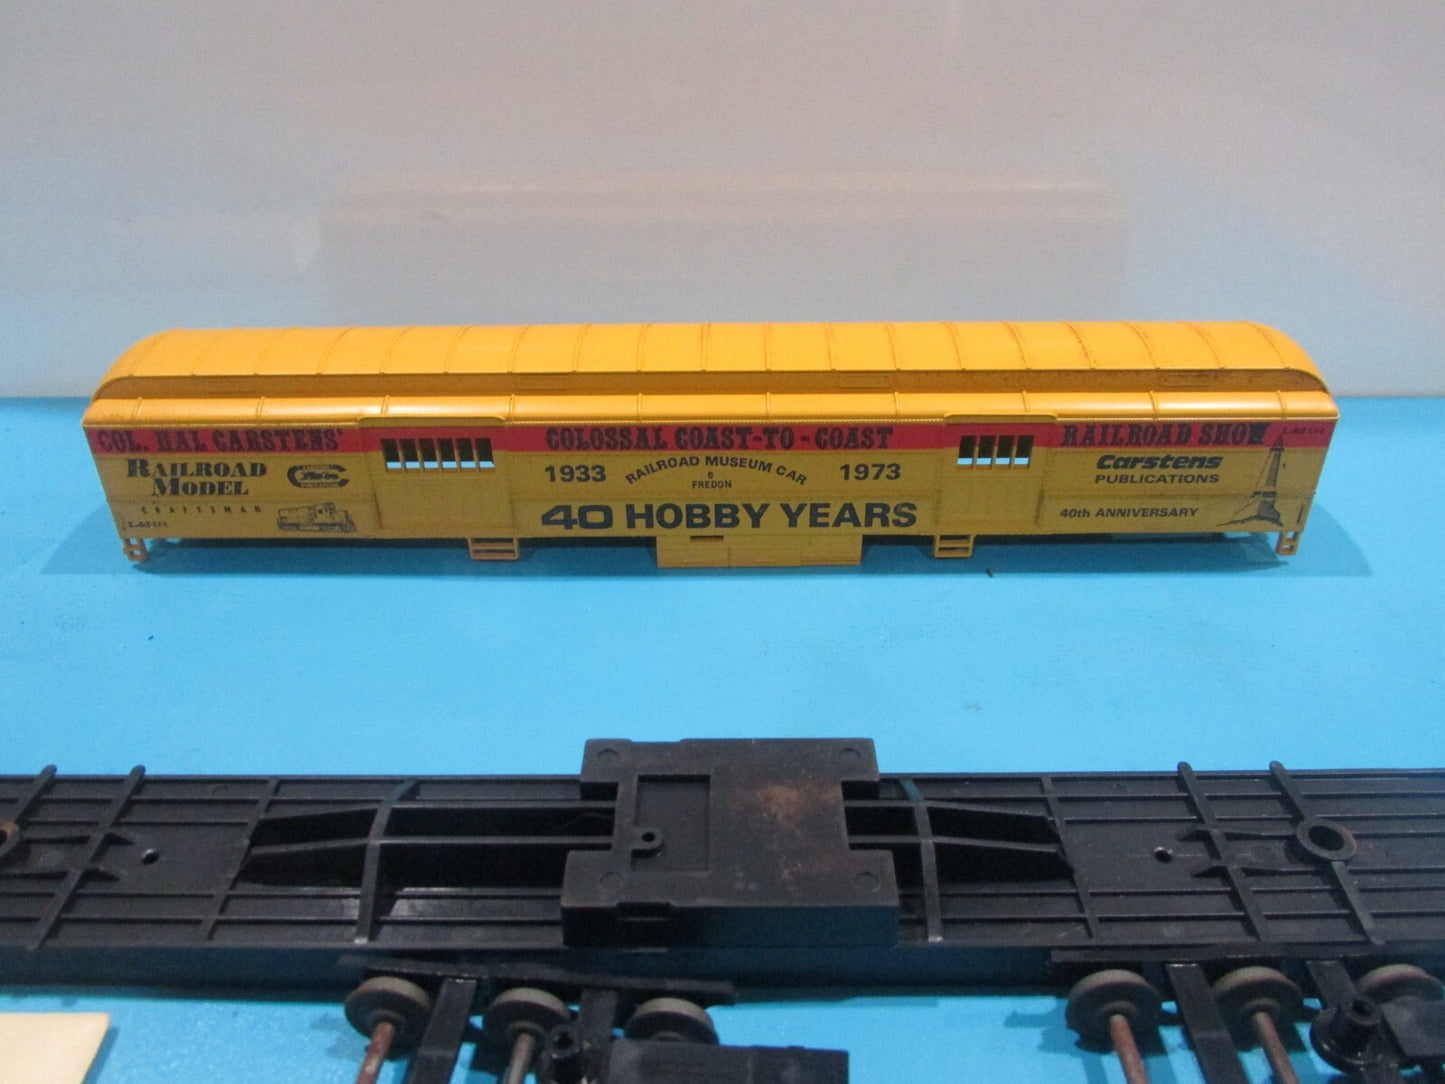 COL. HAL CARSTENS' COLOSSAL COAST-TO-COAST RAILROAD SHOW
RAILROAD
MODEL
CRAFTSMAN
1933 RAILROAD MUSEUM CAR 1973
6
FREDON
40 HOBBY YEARS
Carstens
PUBLICATIONS
40th ANNIVERSARY